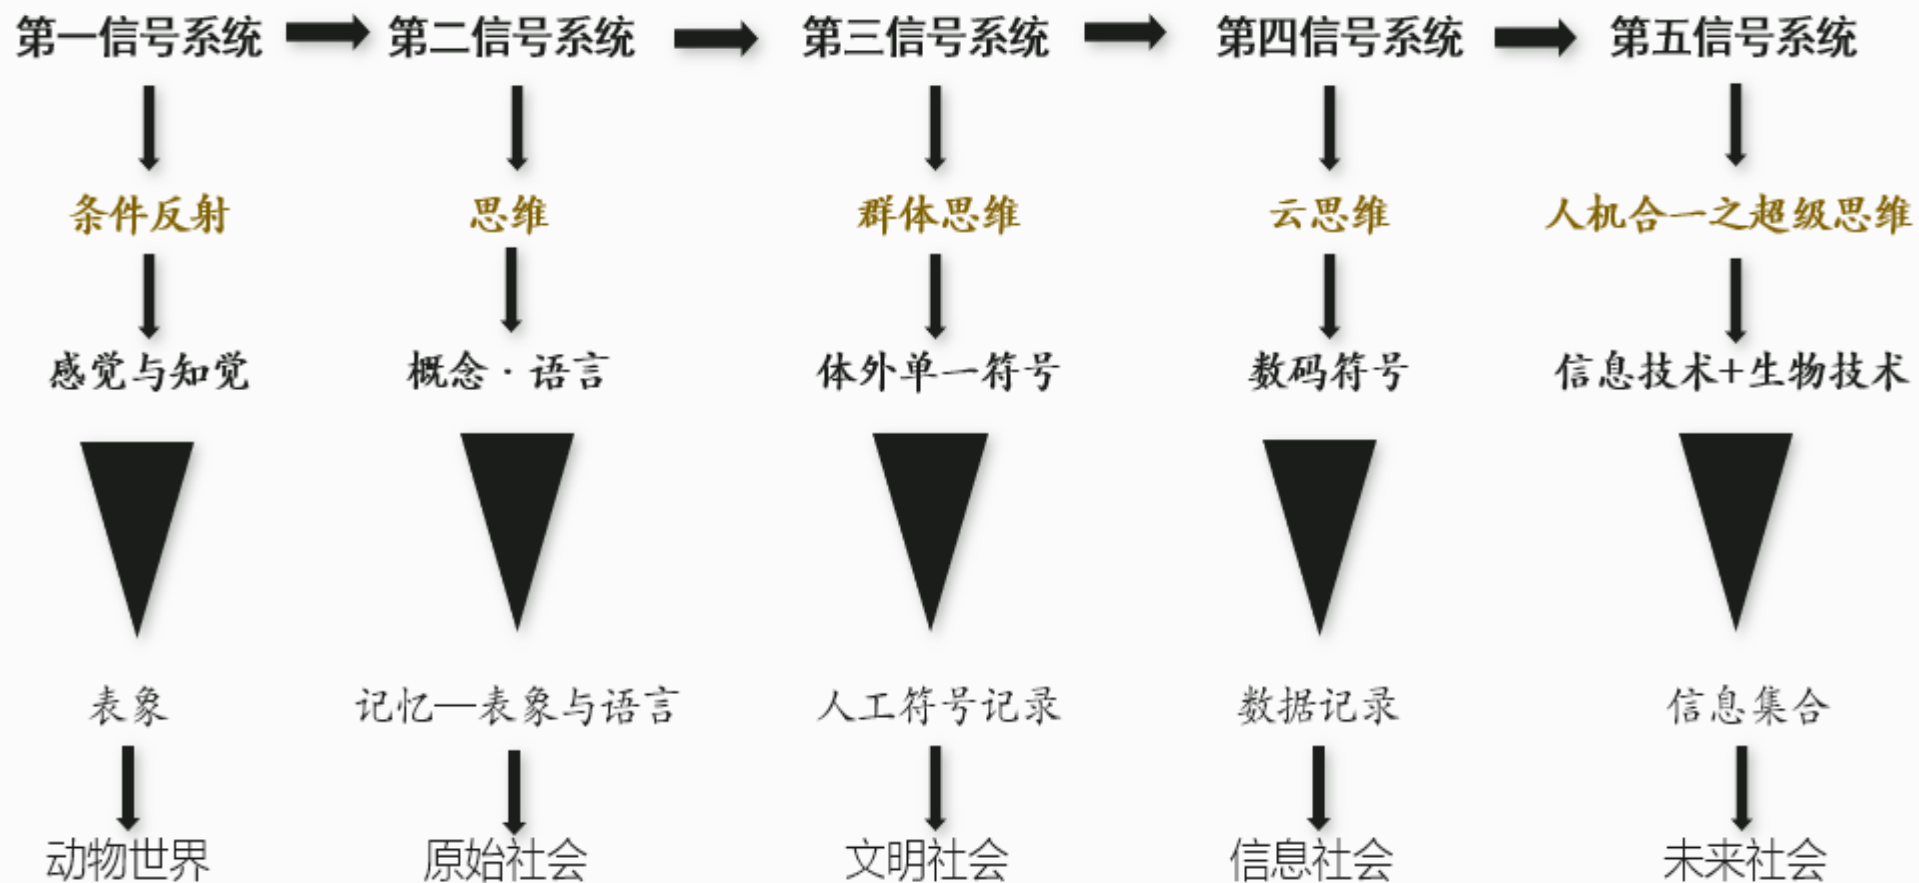 第一信号系统 第二信号系统 第三信号系统 第四信号系统 第五信号系统
条件反射 思维 群体思维 云思维 人机合一之超级思维
感觉与知觉 概念·语言 体外单一符号 数码符号 信息技术+生物技术
表象 记忆—表象与语言 人工符号记录 数据记录 信息集合
动物世界 原始社会 文明社会 信息社会 未来社会